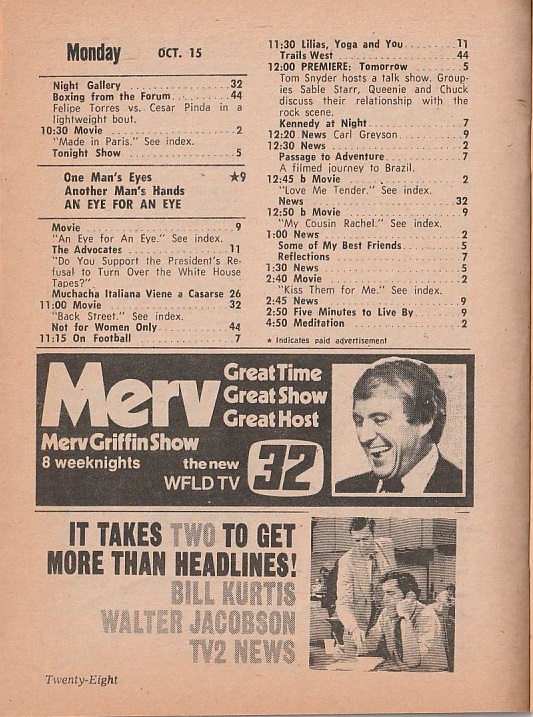 Monday OCT. 15
Night Gallery 32
Boxing from the Forum 44
Felipe Torres vs. Cesar Pinda in a
lightweight bout.
10:30 Movie 2
"Made in Paris." See index.
Tonight Show 5
One Man's Eyes ★9
Another Man's Hands
AN EYE FOR AN EYE
Movie 9
"An Eye for An Eye." See index.
The Advocates 11
"Do You Support the President's Re-
fusal to Turn Over the White House
Tapes?"
Muchacha Italiana Viene a Casarse 26
11:00 Movie 32
"Back Street." See index.
Not for Women Only 44
11:15 On Football 7
11:30 Lilias, Yoga and You 11
Trails West 44
12:00 PREMIERE: Tomorrow 5
Tom Snyder hosts a talk show. Group-
ies Sable Starr, Queenie and Chuck
discuss their relationship with the
rock scene.
Kennedy at Night 7
12:20 News Carl Greyson 9
12:30 News 2
Passage to Adventure 7
A filmed journey to Brazil.
12:45 b Movie 2
"Love Me Tender." See index.
News 32
12:50 b Movie 9
"My Cousin Rachel." See index.
1:00 News 2
Some of My Best Friends 5
Reflections 7
1:30 News 5
2:40 Movie 2
"Kiss Them for Me." See index.
2:45 News 9
2:50 Five Minutes to Live By 9
4:50 Meditation 2
★ Indicates paid advertisement
Merv
Great Time
Great Show
Great Host
Merv Griffin Show
8 weeknights
the new
WFLD TV
32
IT TAKES TWO TO GET
MORE THAN HEADLINES!
BILL KURTIS
WALTER JACOBSON
TV2 NEWS
Twenty-Eight